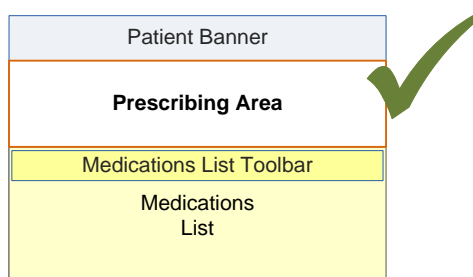 Patient Banner
Prescribing Area
Medications List Toolbar
Medications
List